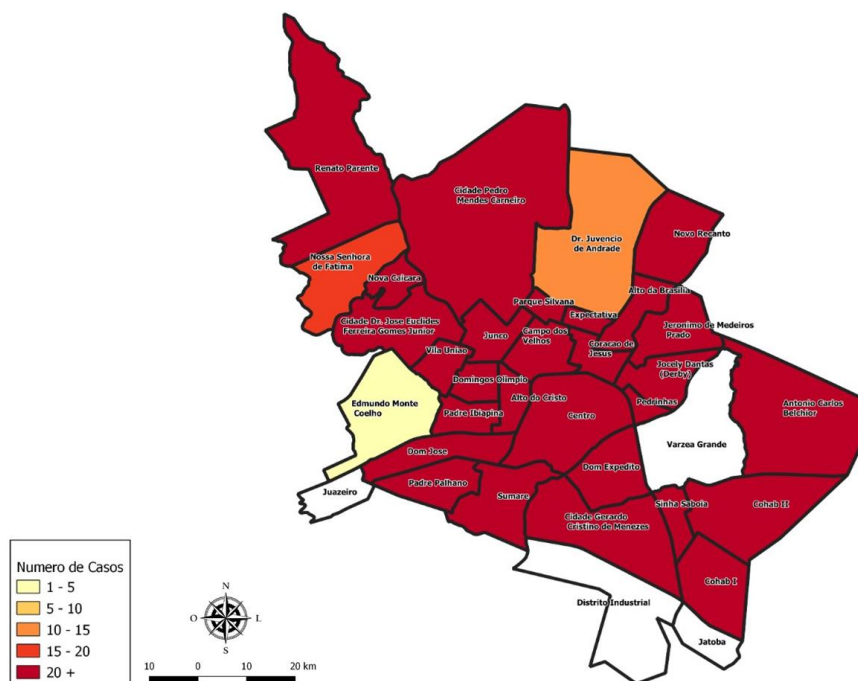 Renato Parente
Cidade Pedro
Mendes Carneiro
Dr. Juvencio
de Andrade
Novo Recanto
Nossa Senhora
de Fatima
Nova Caicara
Alto da Brasilia
Parque Silvana
Expectativa
Cidade Dr. Jose Euclides
Ferreira Gomes Junior
Junco
Campo dos
Velhos
Coracao de
Jesus
Jeronimo de Medeiros
Prado
Vila Uniao
Jocely Dantas
(Derby)
Domingos Olimpio
Edmundo Monte
Coelho
Alto do Cristo
Pedrinhas
Antonio Carlos
Belchior
Padre Ibiapina
Centro
Varzea Grande
Dom Jose
Dom Expedito
Padre Palhano
Juazeiro
Sumare
Sinha Saboia
Cohab II
Cidade Gerardo
Cristino de Menezes
Cohab I
Distrito Industrial
Jatoba
Numero de Casos
1 - 5
5 - 10
10 - 15
15 - 20
20 +
N
O
L
S
10 0 10 20 km